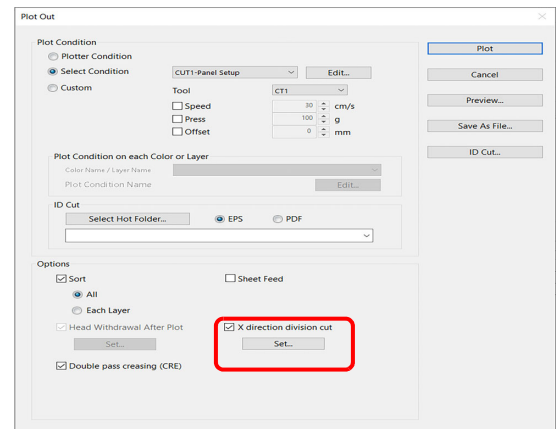 Plot Out
Plot Condition
Plotter Condition
Select Condition CUT1-Panel Setup Edit...
Custom Tool CT1
Speed 30 cm/s
Press 100 g
Offset 0 mm
Plot Condition on each Color or Layer
Color Name / Layer Name
Plot Condition Name Edit...
ID Cut
Select Hot Folder... EPS PDF
Options
Sort Sheet Feed
All
Each Layer
Head Withdrawal After Plot X direction division cut
Set... Set...
Double pass creasing (CRE)
Plot
Cancel
Preview...
Save As File...
ID Cut...